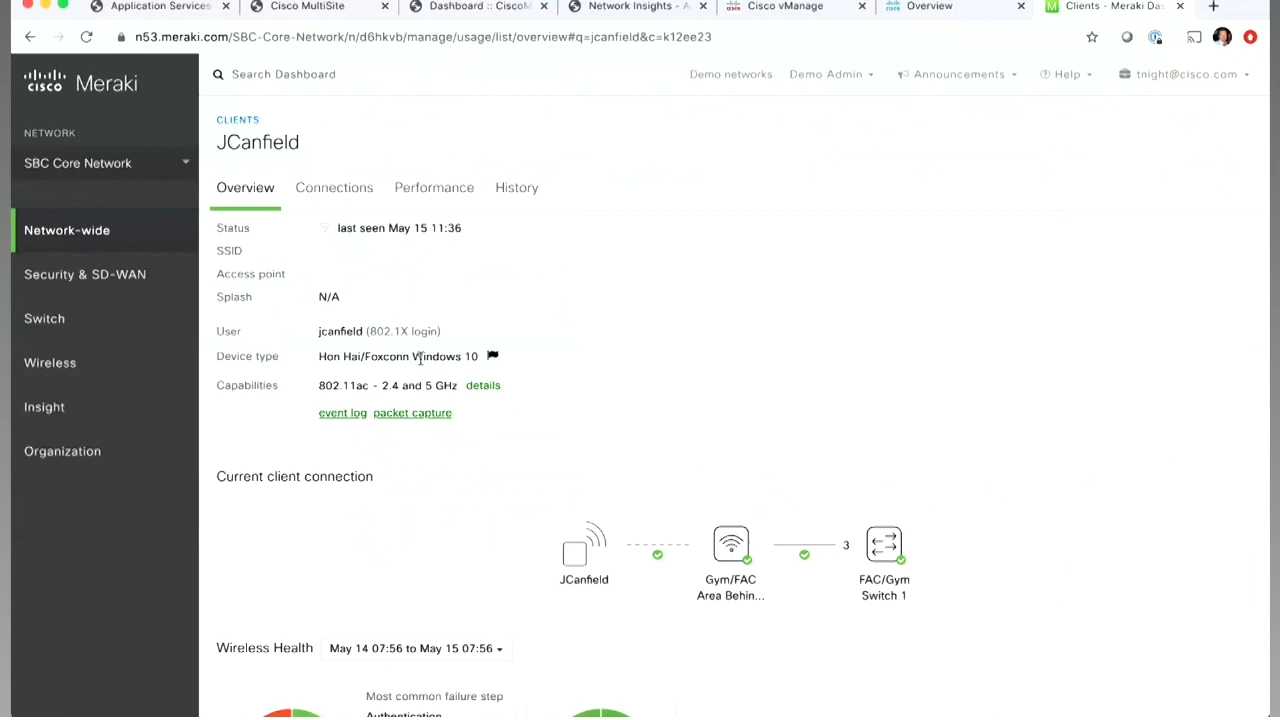 Application Services
Cisco MultiSite
Dashboard :: CiscoM
Network Insights - A
Cisco vManage
Overview
Clients - Meraki Das
n53.meraki.com/SBC-Core-Network/n/d6hkvb/manage/usage/list/overview#q=jcanfield&c=k12ee23
cisco Meraki
Search Dashboard
Demo networks
Demo Admin
Announcements
Help
tnight@cisco.com
NETWORK
SBC Core Network
Network-wide
Security & SD-WAN
Switch
Wireless
Insight
Organization
CLIENTS
JCanfield
Overview Connections Performance History
Status last seen May 15 11:36
SSID
Access point
Splash N/A
User jcanfield (802.1X login)
Device type Hon Hai/Foxconn Windows 10
Capabilities 802.11ac - 2.4 and 5 GHz details
event log packet capture
Current client connection
3
JCanfield
Gym/FAC
Area Behin...
FAC/Gym
Switch 1
Wireless Health May 14 07:56 to May 15 07:56
Most common failure step
Authentication